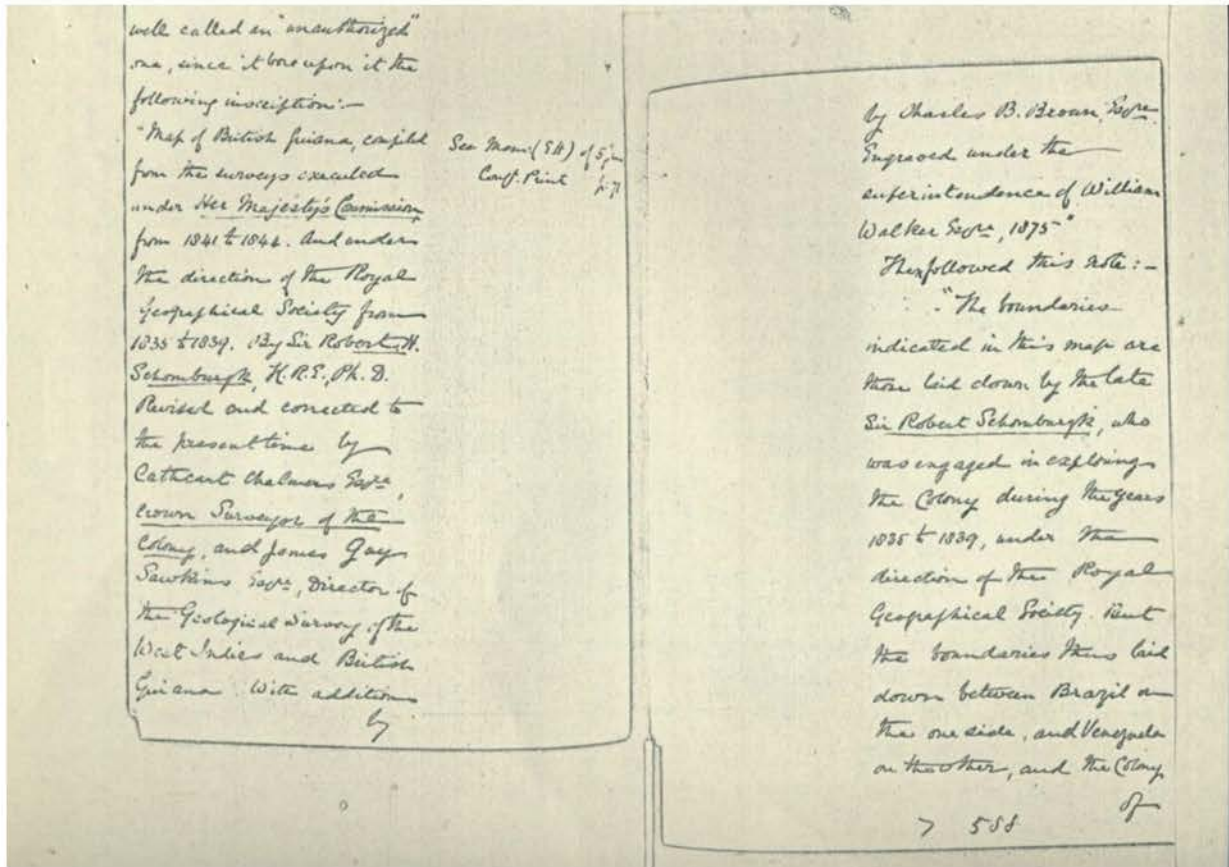 well called an "unauthorized"
one, since it bore upon it the
following inscription:—
"Map of British Guiana, compiled
from the surveys executed
under Her Majesty's Commission
from 1841 to 1844. And under
the direction of the Royal
Geographical Society from
1835 to 1839. By Sir Robert H.
Schomburgk, K.R.E., Ph. D.
Revised and corrected to
the present time by
Cathcart Chalmers Esqre,
Crown Surveyor of the
Colony, and James Gay
Sawkins Esqre, Director of
the Geological Survey of the
West Indies and British
Guiana. With additions
by
See Memo: (E.H) of
Conf. Print
by Charles B. Brown, Esqre.
Engraved under the
superintendence of William
Walker Esqre, 1875"
Then followed this note:—
"The boundaries
indicated in this map are
those laid down by the late
Sir Robert Schomburgk, who
was engaged in exploring
the Colony during the years
1835 to 1839, under the
direction of the Royal
Geographical Society. But
the boundaries thus laid
down between Brazil on
the one side, and Venezuela
on the other, and the Colony
of
7 588